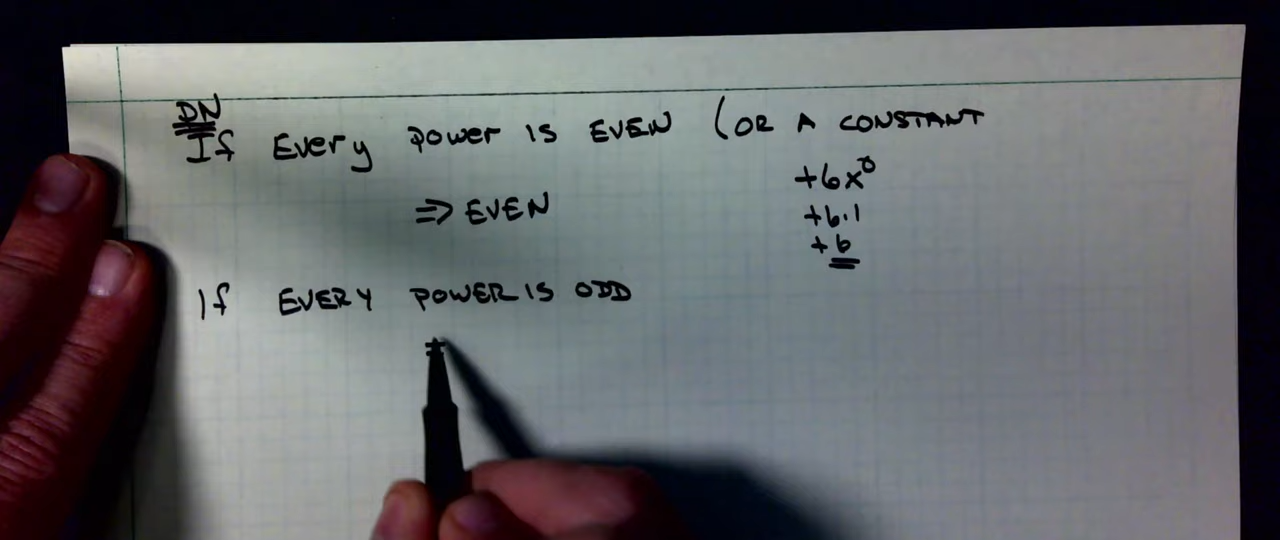 DN
If Every power is EVEN (OR A CONSTANT
+6x⁰
⇒ EVEN
+6.1
+6
If EVERY POWER IS ODD
=